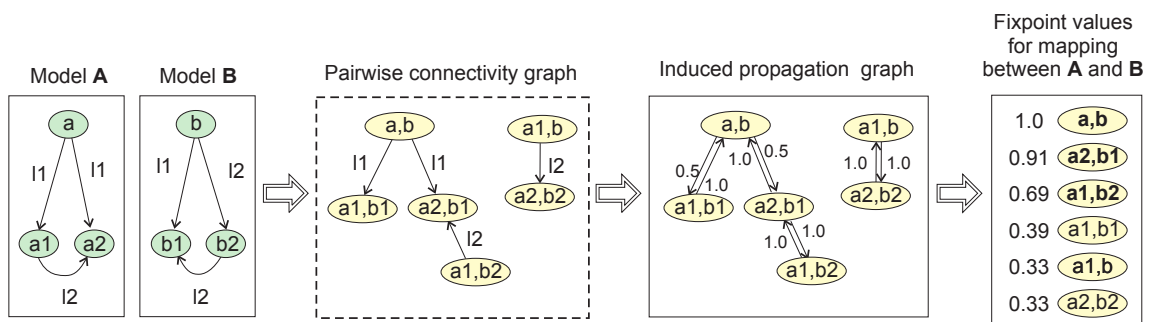 Model A
a
l1
l1
a1
a2
l2
Model B
b
l1
l2
b1
b2
l2
Pairwise connectivity graph
a,b
l1
l1
a1,b1
a2,b1
l2
a1,b2
a1,b
l2
a2,b2
Induced propagation graph
a,b
0.5
1.0
1.0
0.5
a1,b1
a2,b1
1.0
1.0
a1,b2
a1,b
1.0
1.0
a2,b2
Fixpoint values
for mapping
between A and B
1.0 a,b
0.91 a2,b1
0.69 a1,b2
0.39 a1,b1
0.33 a1,b
0.33 a2,b2